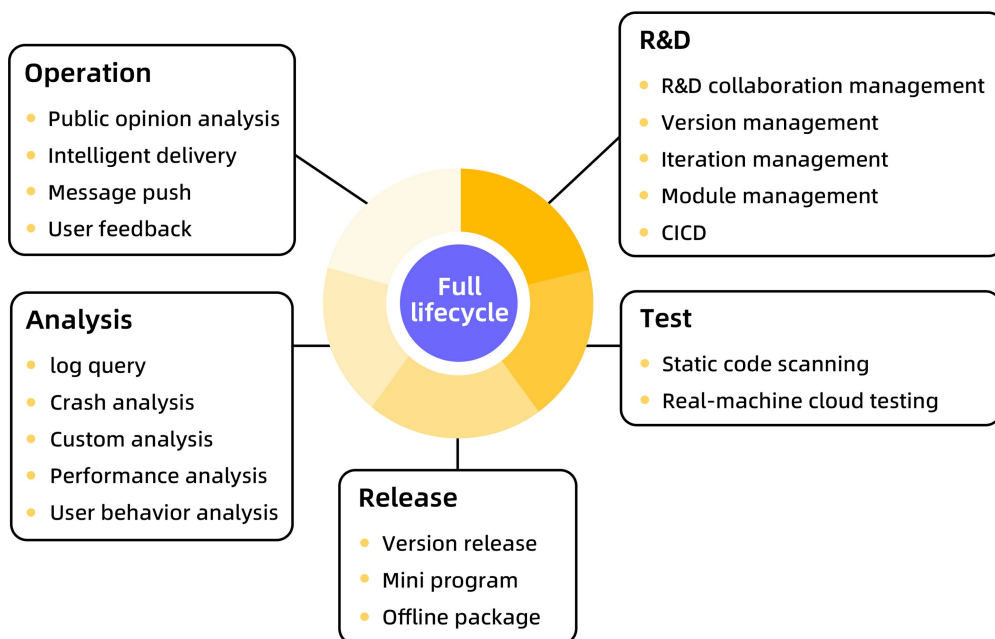 Operation
Public opinion analysis
Intelligent delivery
Message push
User feedback
R&D
R&D collaboration management
Version management
Iteration management
Module management
CICD
Full
lifecycle
Analysis
log query
Crash analysis
Custom analysis
Performance analysis
User behavior analysis
Test
Static code scanning
Real-machine cloud testing
Release
Version release
Mini program
Offline package